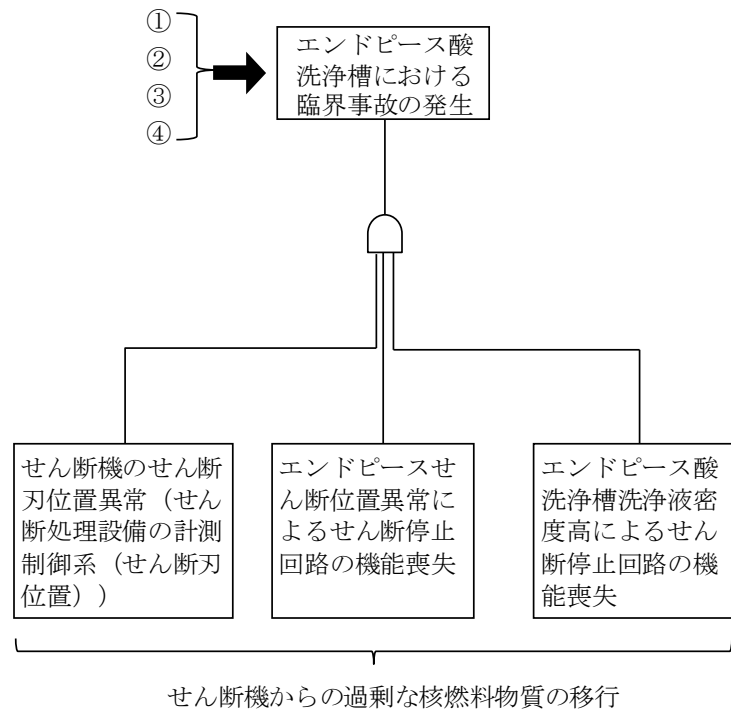 ①
②
③
④
エンドピース酸
洗浄槽における
臨界事故の発生
せん断機のせん断
刃位置異常（せん
断処理設備の計測
制御系（せん断刃
位置））
エンドピースせ
ん断位置異常に
よるせん断停止
回路の機能喪失
エンドピース酸
洗浄槽洗浄液密
度高によるせん
断停止回路の機
能喪失
せん断機からの過剰な核燃料物質の移行